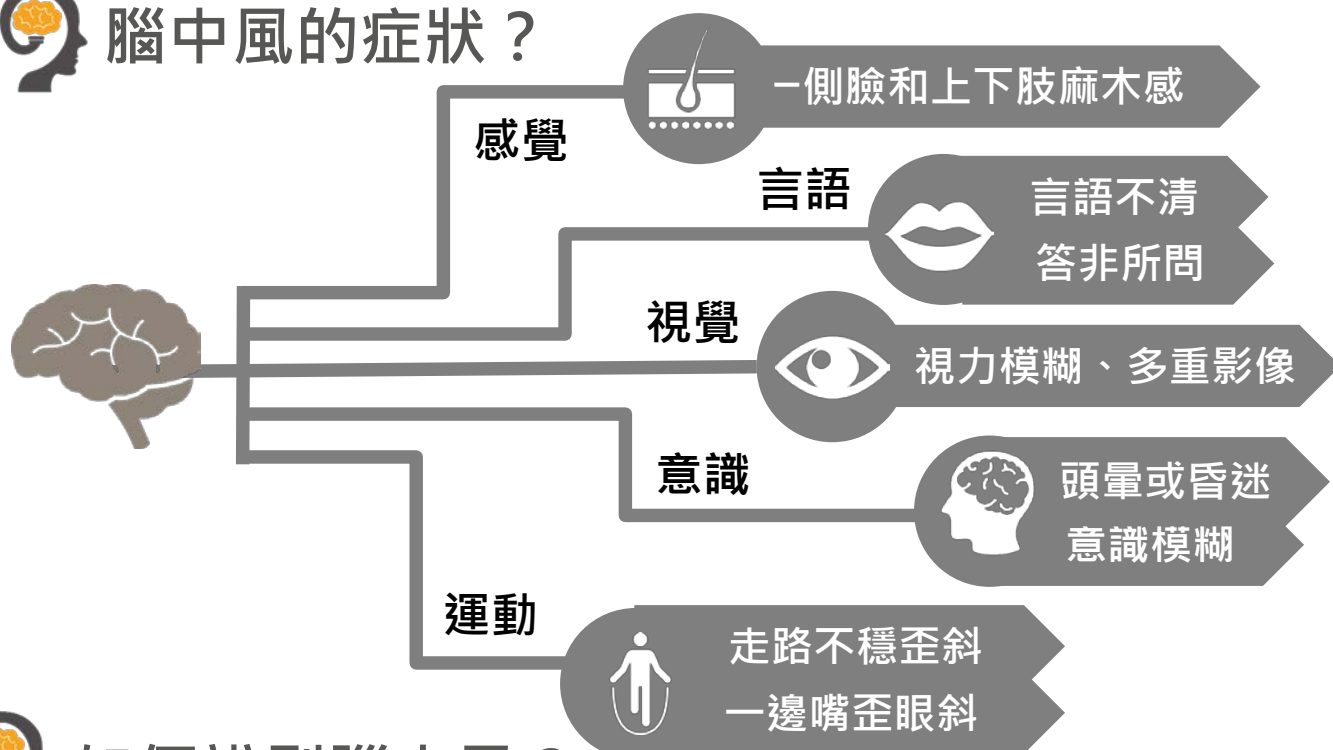 腦中風的症狀？
感覺
一側臉和上下肢麻木感
言語
言語不清
答非所問
視覺
視力模糊、多重影像
意識
頭暈或昏迷
意識模糊
運動
走路不穩歪斜
一邊嘴歪眼斜